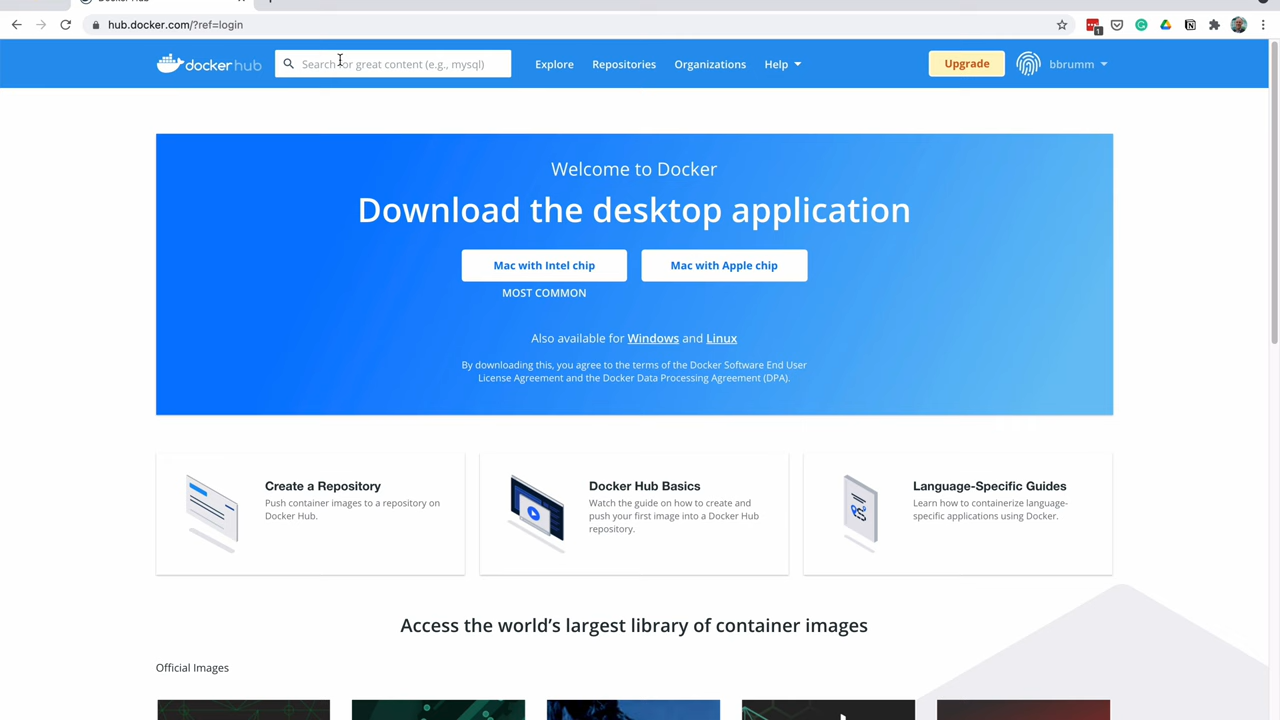 hub.docker.com/?ref=login
1
dockerhub
Search for great content (e.g., mysql)
Explore
Repositories
Organizations
Help
Upgrade
bbrumm
Welcome to Docker
Download the desktop application
Mac with Intel chip
Mac with Apple chip
MOST COMMON
Also available for Windows and Linux
By downloading this, you agree to the terms of the Docker Software End User
License Agreement and the Docker Data Processing Agreement (DPA).
Create a Repository
Push container images to a repository on
Docker Hub.
Docker Hub Basics
Watch the guide on how to create and
push your first image into a Docker Hub
repository.
Language-Specific Guides
Learn how to containerize language-
specific applications using Docker.
Access the world's largest library of container images
Official Images